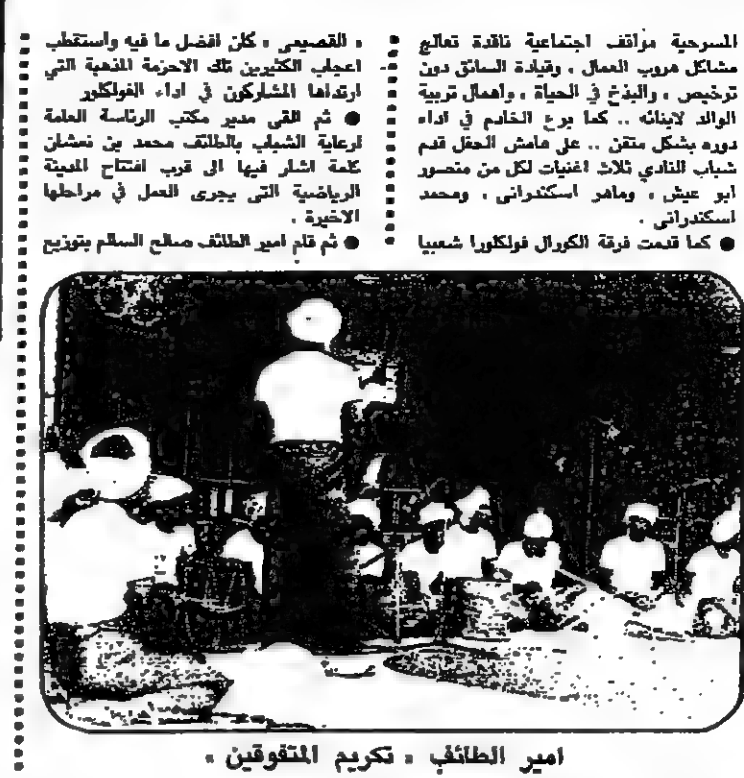 المسرحية مواقف اجتماعية ناقدة تعالج
مشاكل هروب العمال ، وقيادة السائق دون
ترخيص ، والبذخ في الحياة ، واهمال تربية
الوالد لابنائه .. كما برع الخادم في اداء
دوره بشكل متقن .. على هامش الحفل قدم
شباب النادي ثلاث اغنيات لكل من منصور
ابو عيش ، وماهر اسكندراني ، ومحمد
اسكندراني .
● كما قدمت فرقة الكورال فولكلورا شعبيا
« القصيمى » كان افضل ما فيه واستقطب
اعجاب الكثيرين تلك الاحزمة المذهبة التي
ارتداها المشاركون في اداء الفولكلور
● ثم القى مدير مكتب الرئاسة العامة
لرعاية الشباب بالطائف محمد بن نمشان
كلمة اشار فيها الى قرب افتتاح المدينة
الرياضية التى يجرى العمل في مراحلها
الاخيرة .
● ثم قام امير الطائف صالح السالم بتوزيع
امير الطائف « تكريم المتفوقين »